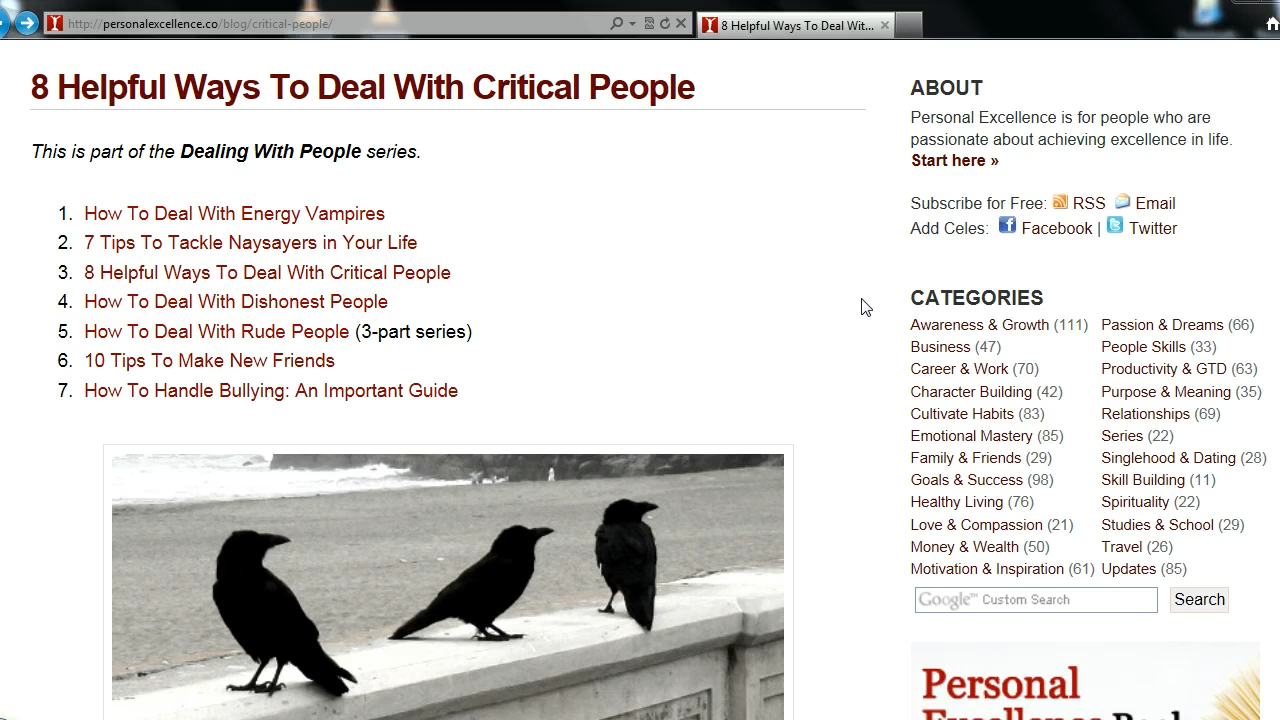 http://personalexcellence.co/blog/critical-people/
8 Helpful Ways To Deal Wit...
8 Helpful Ways To Deal With Critical People
This is part of the Dealing With People series.
1. How To Deal With Energy Vampires
2. 7 Tips To Tackle Naysayers in Your Life
3. 8 Helpful Ways To Deal With Critical People
4. How To Deal With Dishonest People
5. How To Deal With Rude People (3-part series)
6. 10 Tips To Make New Friends
7. How To Handle Bullying: An Important Guide
ABOUT
Personal Excellence is for people who are
passionate about achieving excellence in life.
Start here »
Subscribe for Free: RSS Email
Add Celes: Facebook | Twitter
CATEGORIES
Awareness & Growth (111) Passion & Dreams (66)
Business (47) People Skills (33)
Career & Work (70) Productivity & GTD (63)
Character Building (42) Purpose & Meaning (35)
Cultivate Habits (83) Relationships (69)
Emotional Mastery (85) Series (22)
Family & Friends (29) Singlehood & Dating (28)
Goals & Success (98) Skill Building (11)
Healthy Living (76) Spirituality (22)
Love & Compassion (21) Studies & School (29)
Money & Wealth (50) Travel (26)
Motivation & Inspiration (61) Updates (85)
Google™ Custom Search Search
Personal
Excellence Book